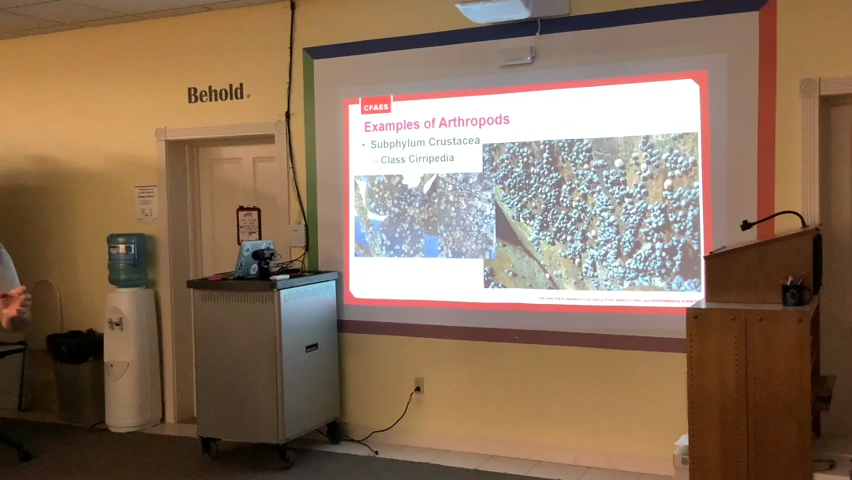 Behold.
CFAES
Examples of Arthropods
• Subphylum Crustacea
– Class Cirripedia